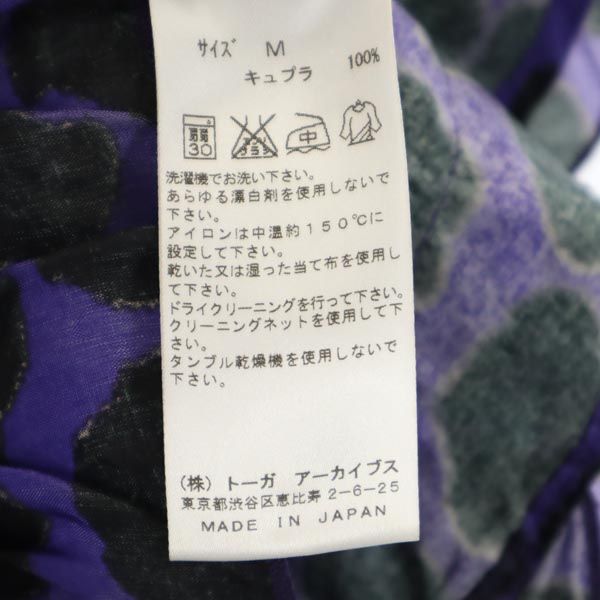 サイズ M
キュプラ 100%
30 中
洗濯機でお洗い下さい。
あらゆる漂白剤を使用しないで
下さい。
アイロンは中温約150℃に
設定して下さい。
乾いた又は湿った当て布を使用し
て下さい。
ドライクリーニングを行って下さい。
クリーニングネットを使用して下
さい。
タンブル乾燥機を使用しないで
下さい。
(株) トーガ アーカイブス
東京都渋谷区恵比寿 2-6-25
MADE IN JAPAN